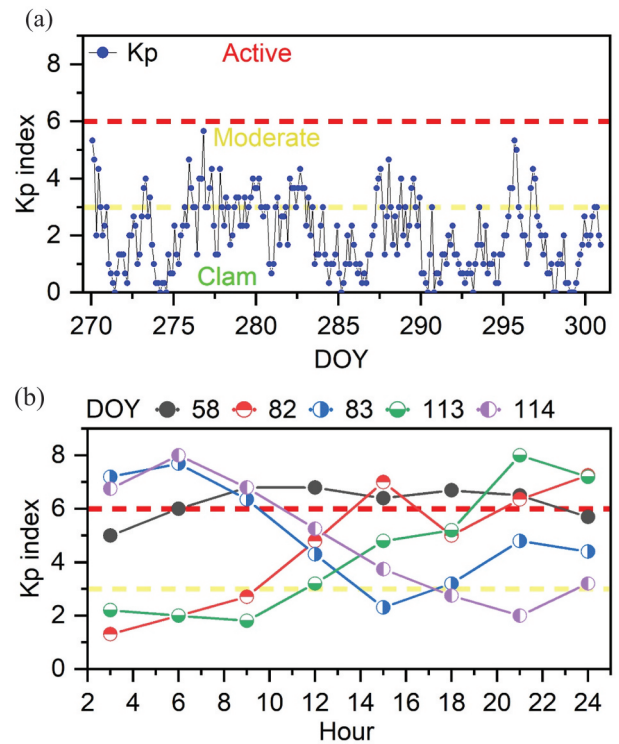 (a)
Kp
Active
Moderate
Clam
Kp index
8
6
4
2
0
270 275 280 285 290 295 300
DOY
(b)
DOY 58 82 83 113 114
Kp index
8
6
4
2
0
2 4 6 8 10 12 14 16 18 20 22 24
Hour